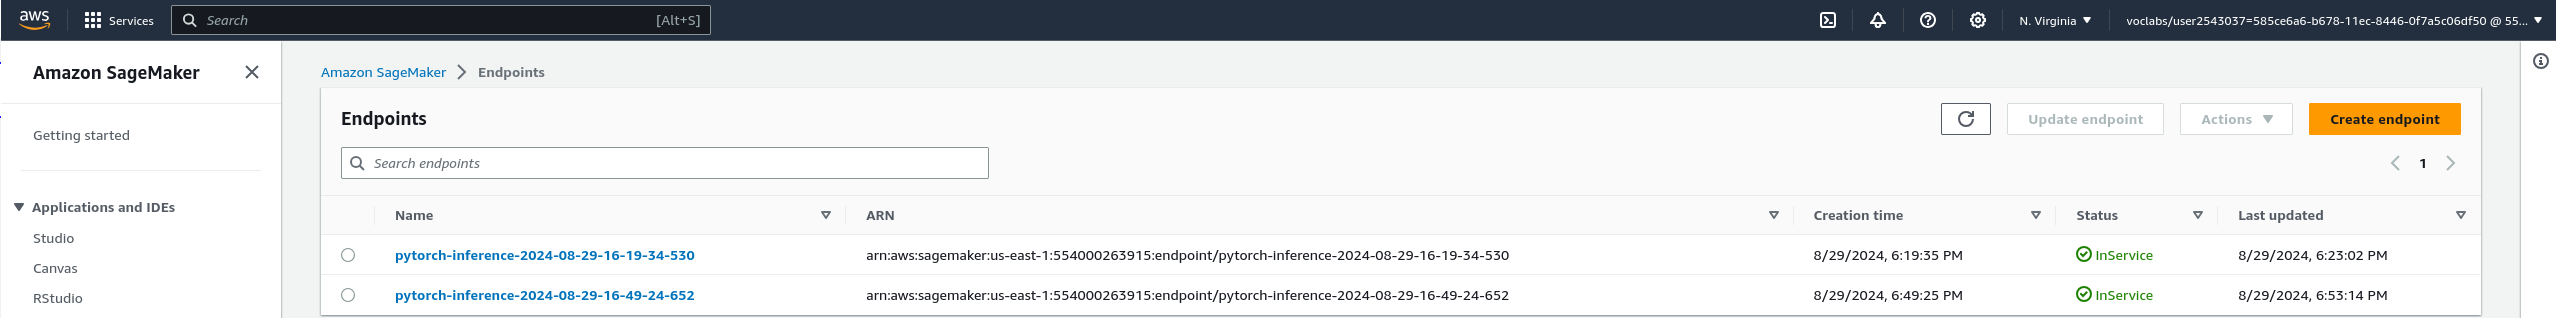 aws Services Search [Alt+S] N. Virginia voclabs/user2543037=585ce6a6-b678-11ec-8446-0f7a5c06df50 @ 55...
Amazon SageMaker
Getting started
Applications and IDEs
Studio
Canvas
RStudio
Amazon SageMaker Endpoints
Endpoints
Update endpoint Actions Create endpoint
Search endpoints
1
Name ARN Creation time Status Last updated
pytorch-inference-2024-08-29-16-19-34-530 arn:aws:sagemaker:us-east-1:554000263915:endpoint/pytorch-inference-2024-08-29-16-19-34-530 8/29/2024, 6:19:35 PM InService 8/29/2024, 6:23:02 PM
pytorch-inference-2024-08-29-16-49-24-652 arn:aws:sagemaker:us-east-1:554000263915:endpoint/pytorch-inference-2024-08-29-16-49-24-652 8/29/2024, 6:49:25 PM InService 8/29/2024, 6:53:14 PM